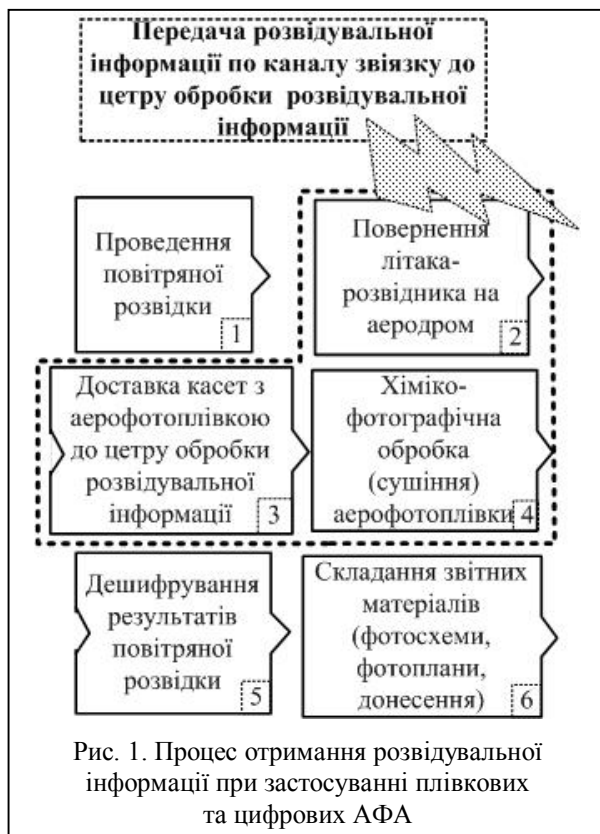 Передача розвідувальної
інформації по каналу звіязку до
цетру обробки розвідувальної
інформації
Проведення
повітряної
розвідки
1
Повернення
літака-
розвідника на
аеродром
2
Доставка касет з
аерофотоплівкою
до цетру обробки
розвідувальної
інформації
3
Хіміко-
фотографічна
обробка
(сушіння)
аерофотоплівки
4
Дешифрування
результатів
повітряної
розвідки
5
Складання звітних
матеріалів
(фотосхеми,
фотоплани,
донесення)
6
Рис. 1. Процес отримання розвідувальної
інформації при застосуванні плівкових
та цифрових АФА